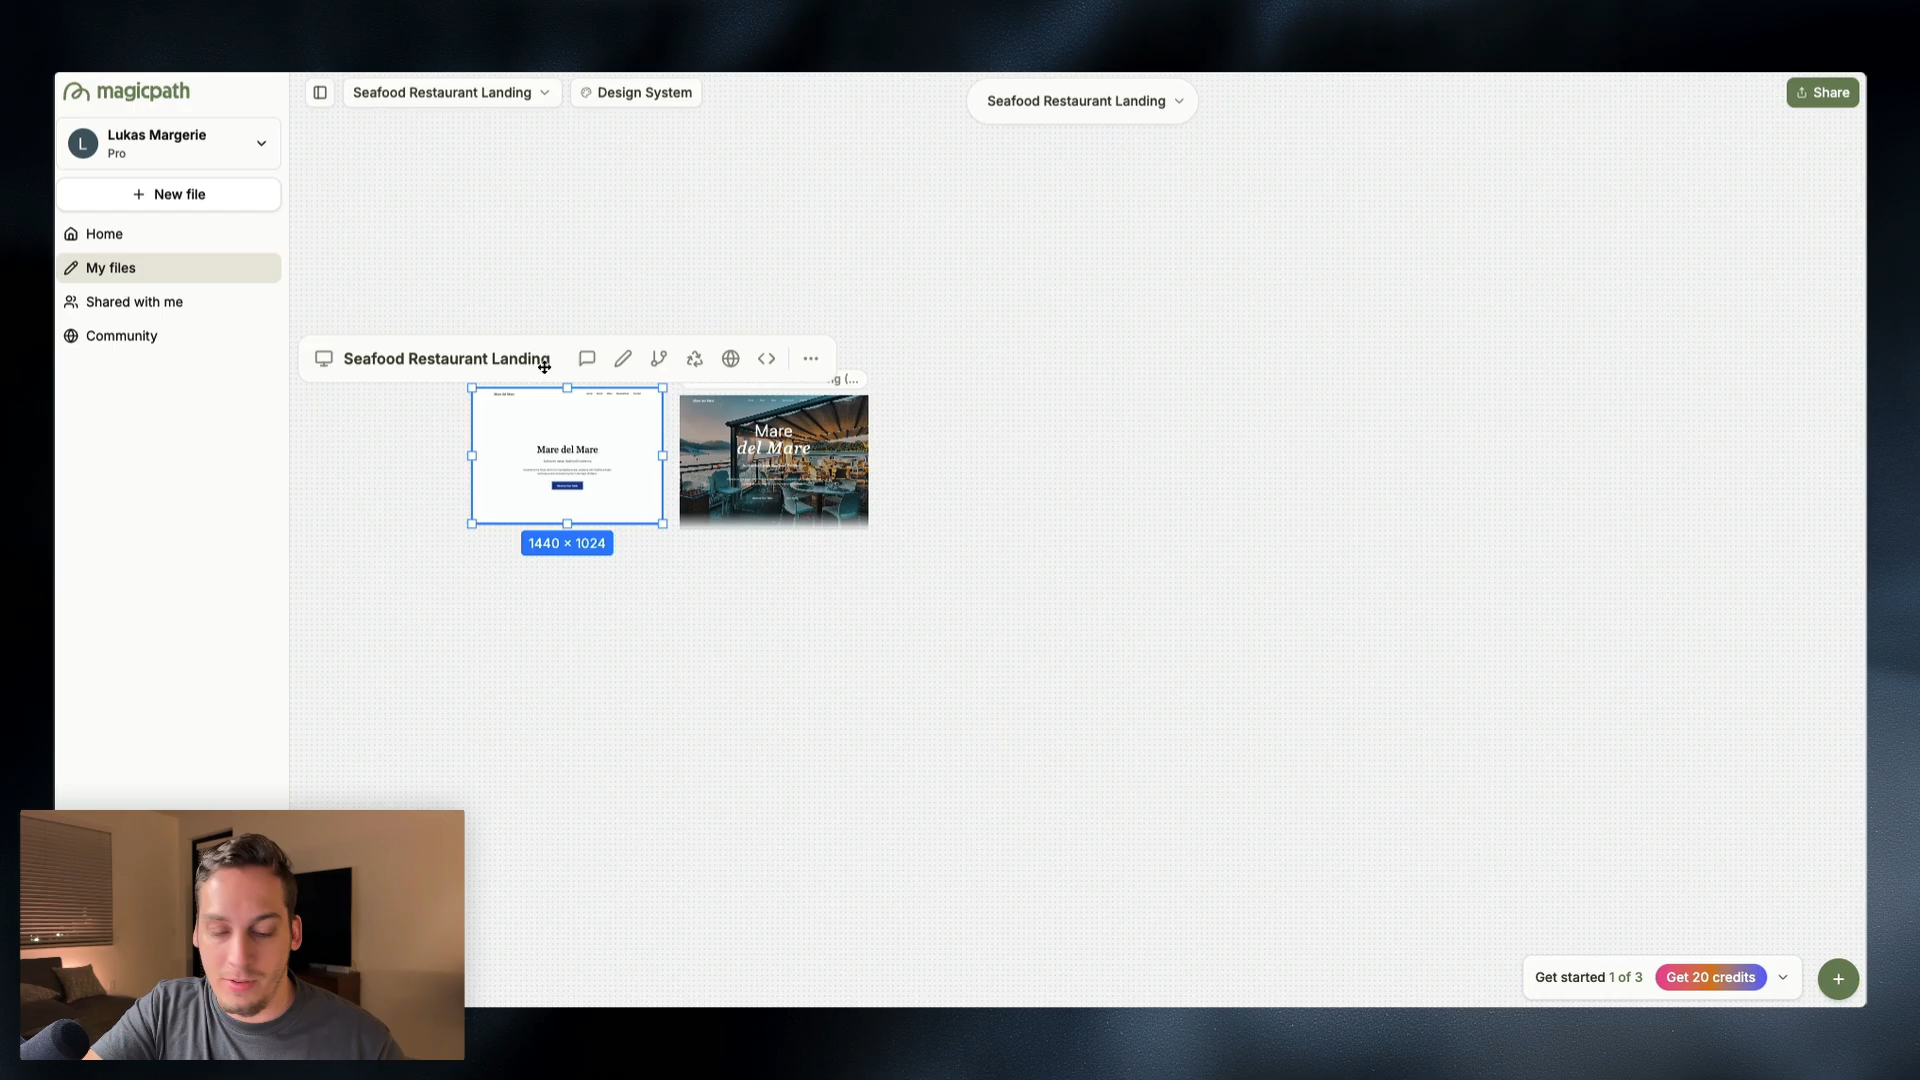 magicpath
Seafood Restaurant Landing
Design System
Seafood Restaurant Landing
Share
L
Lukas Margerie
Pro
New file
Home
My files
Shared with me
Community
Seafood Restaurant Landing
g (...
Mare del Mare
Mare
del Mare
1440 × 1024
Get started 1 of 3
Get 20 credits